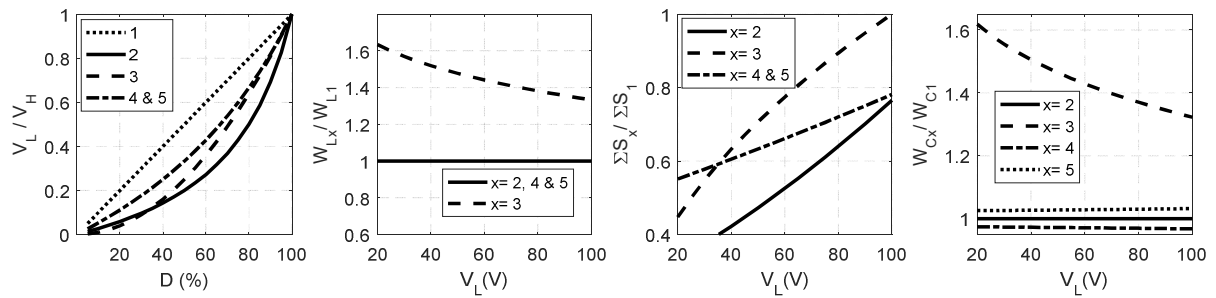 V_L / V_H
1
0.8
0.6
0.4
0.2
0
20 40 60 80 100
D (%)
1
2
3
4 & 5
W_Lx / W_L1
1.6
1.4
1.2
1
0.8
0.6
20 40 60 80 100
V_L(V)
x= 2, 4 & 5
x= 3
ΣS_x / ΣS_1
1
0.8
0.6
0.4
20 40 60 80 100
V_L(V)
x= 2
x= 3
x= 4 & 5
W_Cx / W_C1
1.6
1.4
1.2
1
20 40 60 80 100
V_L(V)
x= 2
x= 3
x= 4
x= 5